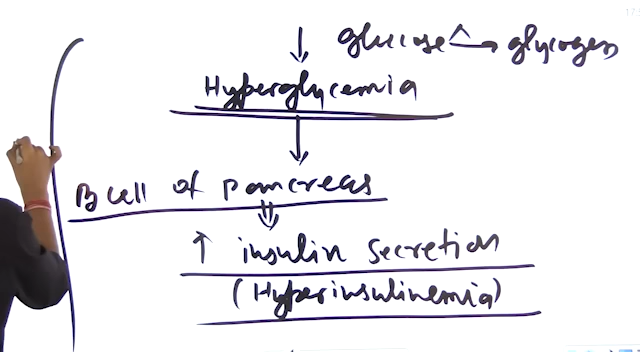 ↓ glucose → glycogen
Hyperglycemia
↓
B cell of pancreas
⇓
↑ insulin secretion
(Hyperinsulinemia)